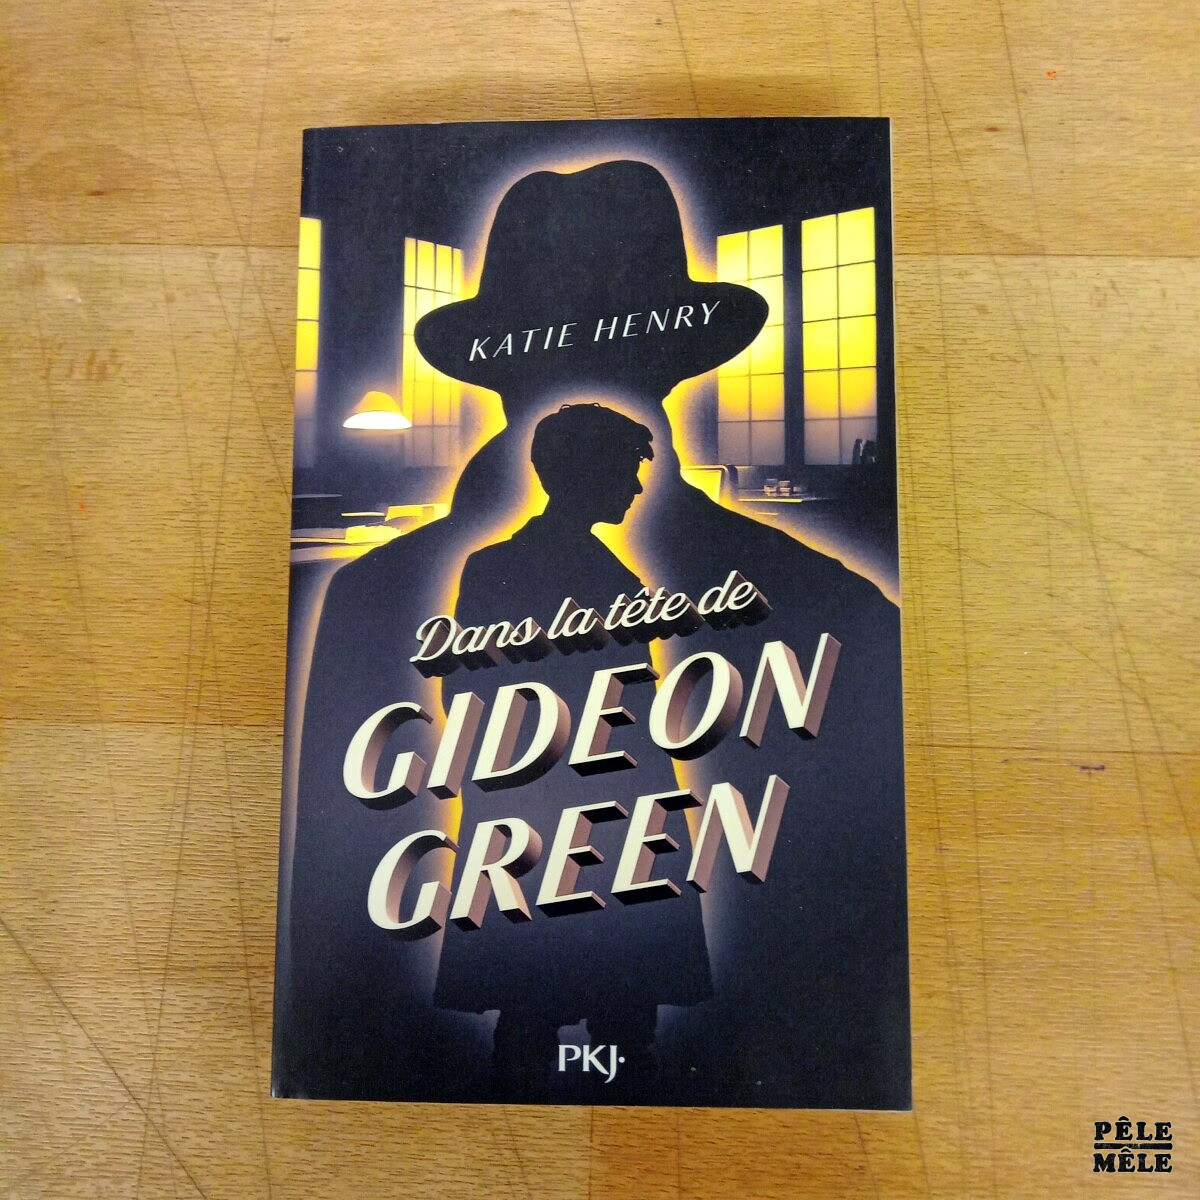 KATIE HENRY
Dans la tête de
GIDEON
GREEN
PKJ.
PÊLE
MÊLE